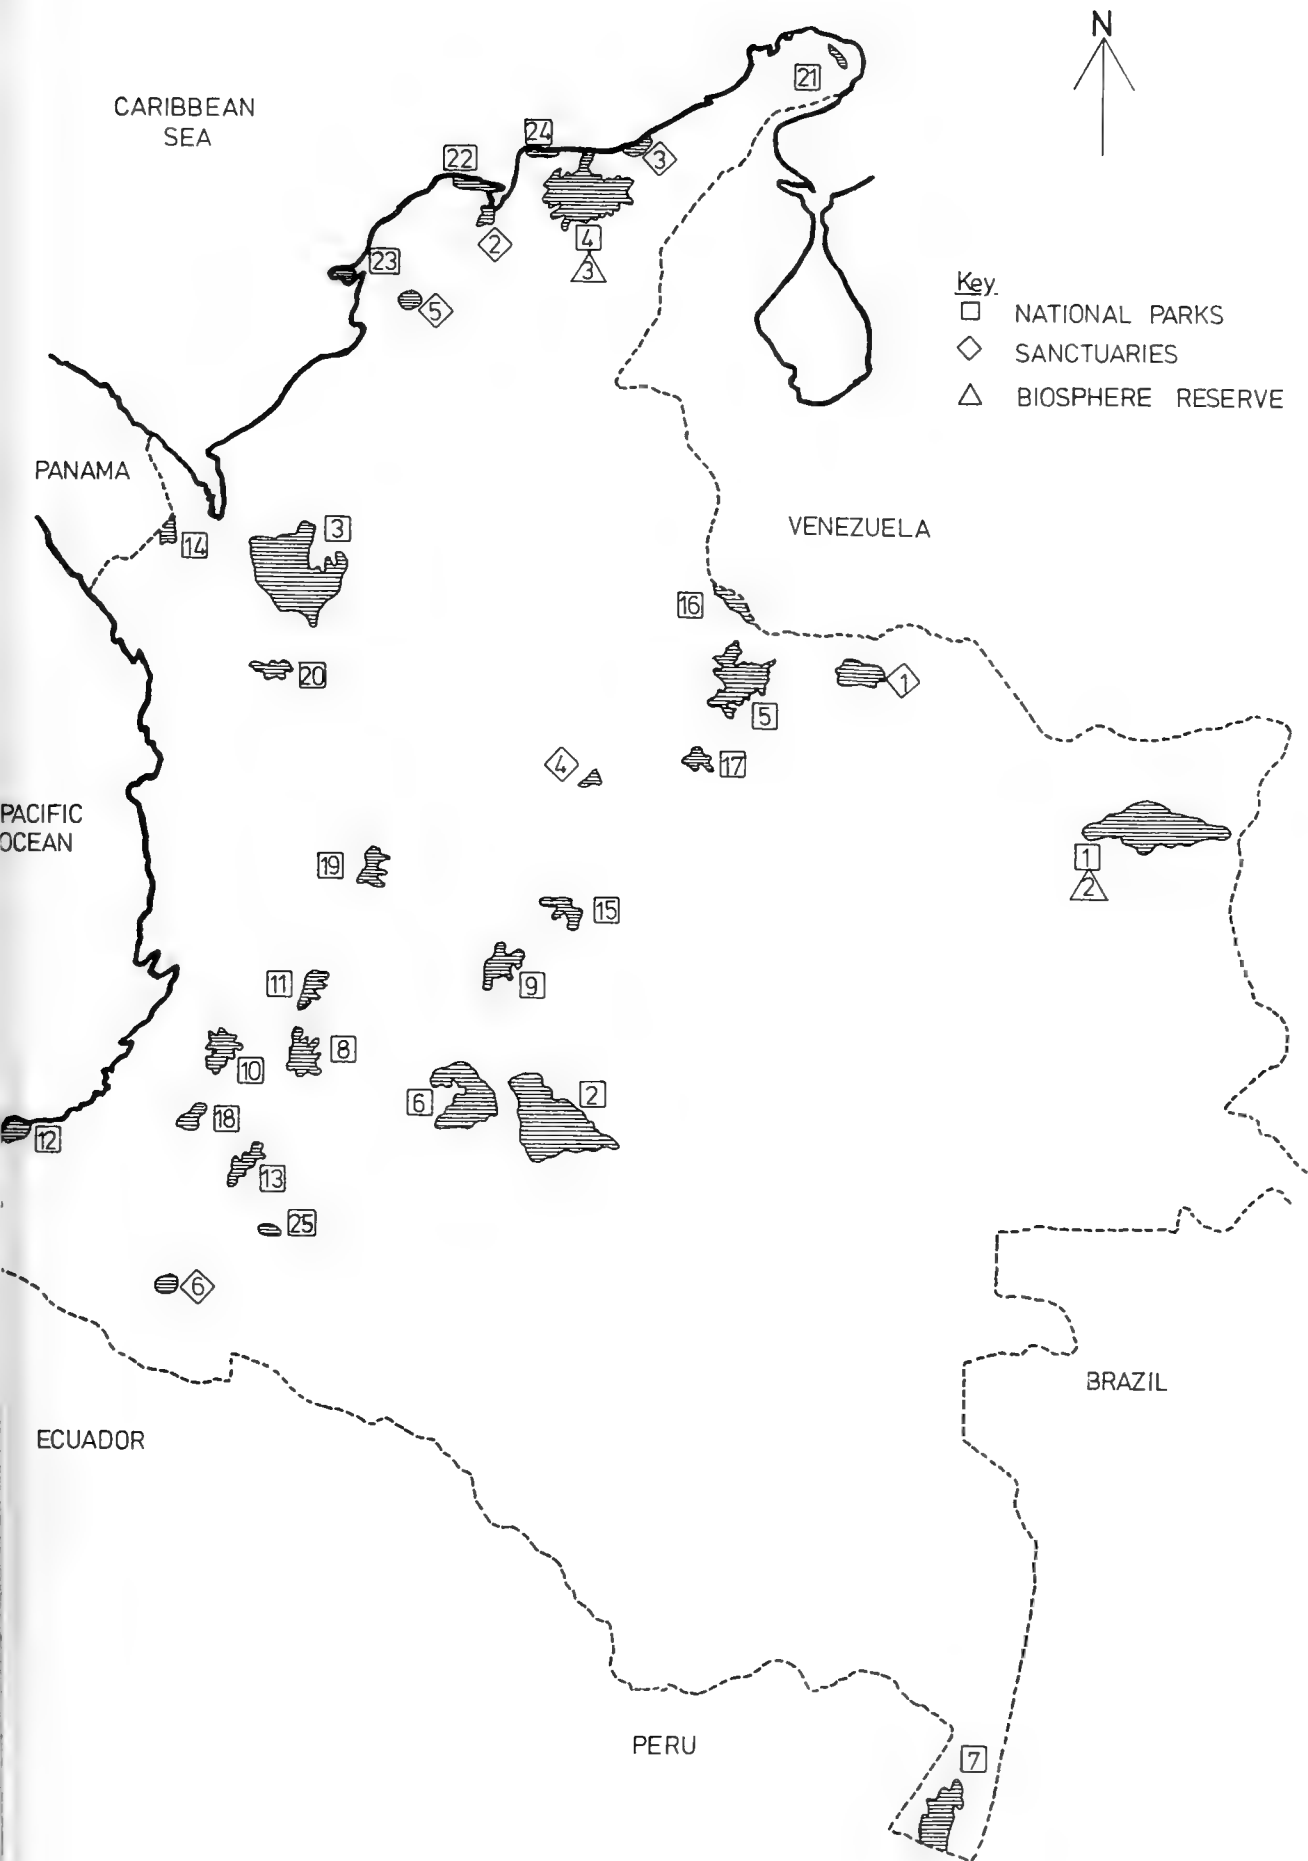 N
21
CARIBBEAN
SEA
24
22
3
2
4
3
23
5
Key
NATIONAL PARKS
SANCTUARIES
BIOSPHERE RESERVE
PANAMA
14
3
VENEZUELA
16
20
1
5
4
17
PACIFIC
OCEAN
19
1
2
15
11
9
10
8
6
2
18
12
13
25
6
BRAZIL
ECUADOR
PERU
7